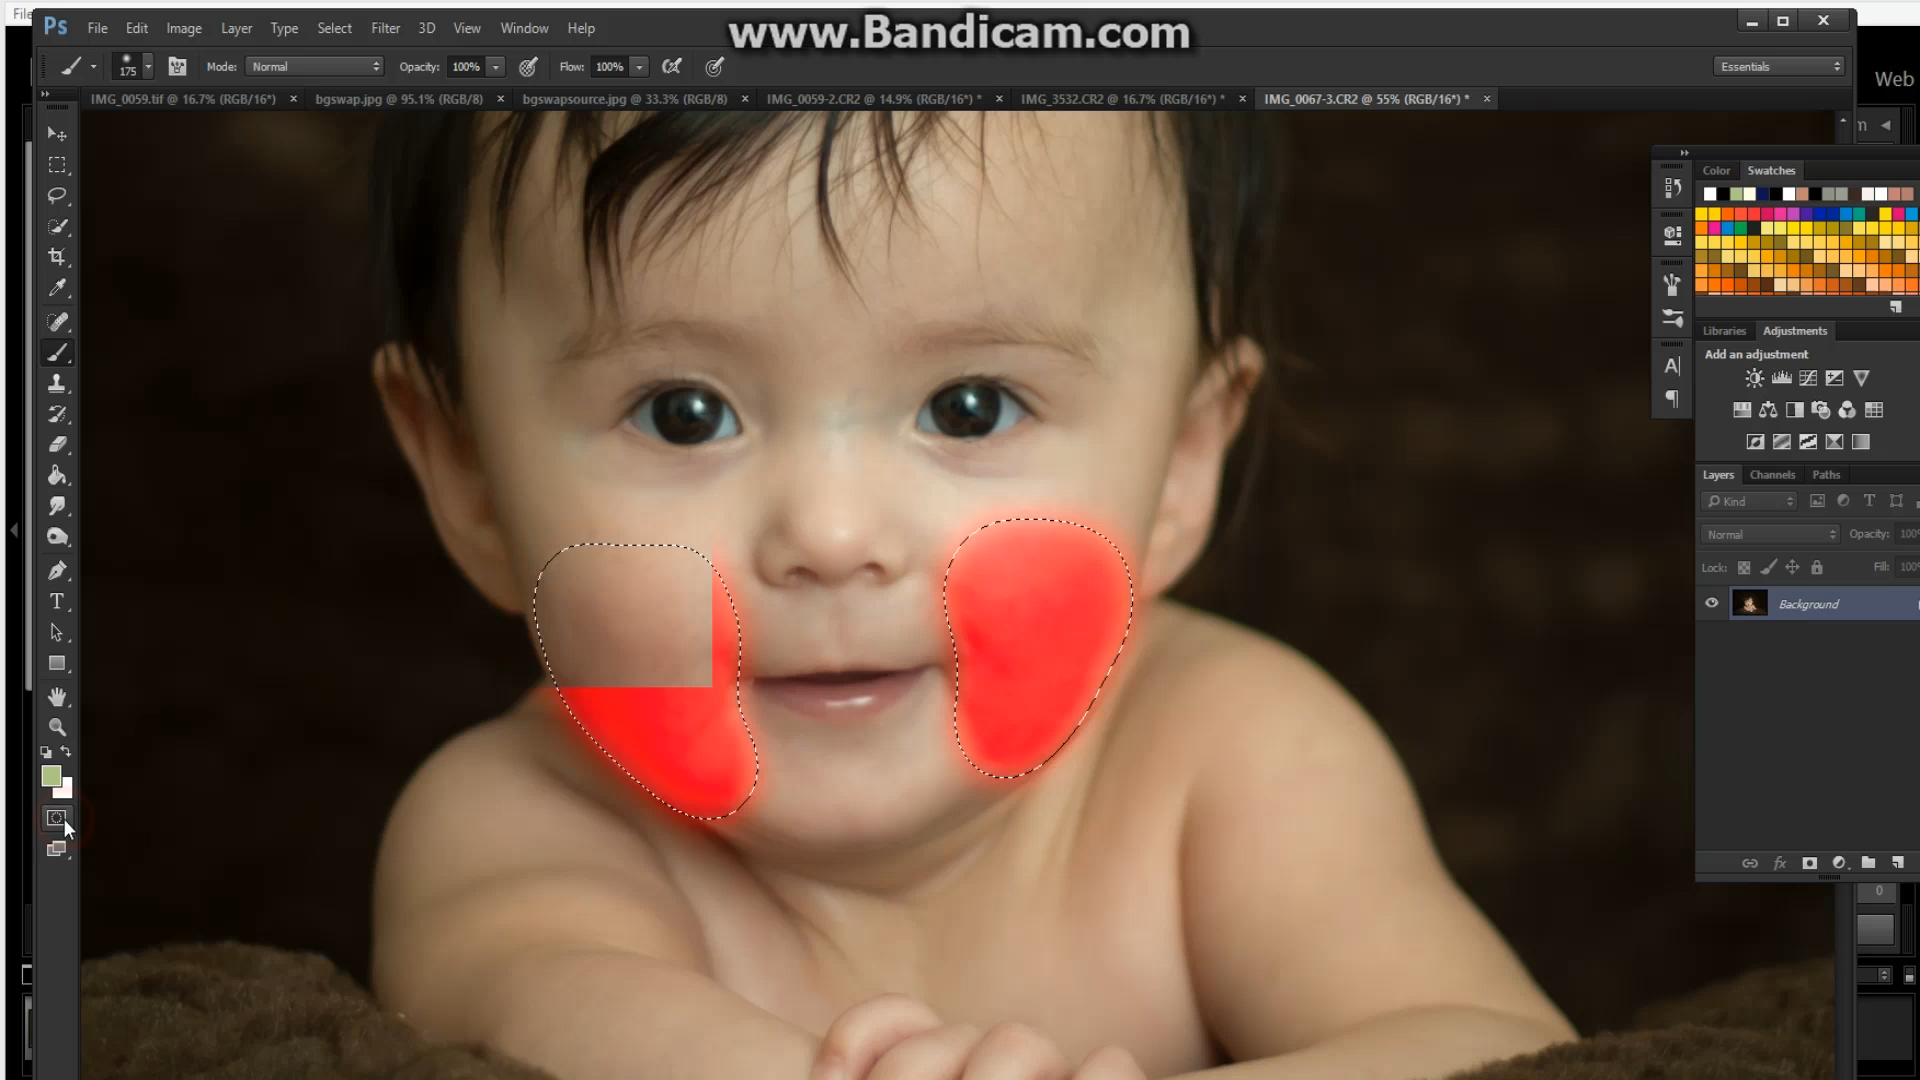 File
www.Bandicam.com
Ps File Edit Image Layer Type Select Filter 3D View Window Help
175 Mode: Normal Opacity: 100% Flow: 100% Essentials
IMG_0059.tif @ 16.7% (RGB/16*) × bgswap.jpg @ 95.1% (RGB/8) × bgswapsource.jpg @ 33.3% (RGB/8) × IMG_0059-2.CR2 @ 14.9% (RGB/16*) * × IMG_3532.CR2 @ 16.7% (RGB/16*) * × IMG_0067-3.CR2 @ 55% (RGB/16*) * ×
Web
Color Swatches
Libraries Adjustments
Add an adjustment
Layers Channels Paths
Kind
Normal Opacity: 100
Lock: Fill: 100
Background
0